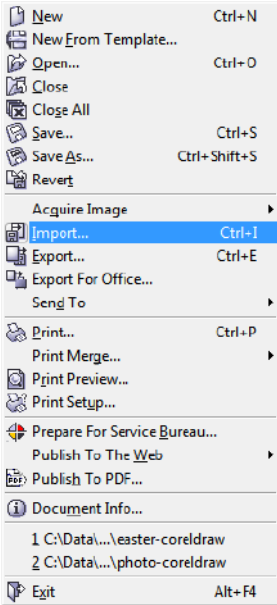 New Ctrl+N
New From Template...
Open... Ctrl+O
Close
Close All
Save... Ctrl+S
Save As... Ctrl+Shift+S
Revert
Acquire Image
Import... Ctrl+I
Export... Ctrl+E
Export For Office...
Send To
Print... Ctrl+P
Print Merge...
Print Preview...
Print Setup...
Prepare For Service Bureau...
Publish To The Web
Publish To PDF...
Document Info...
1 C:\Data\...\easter-coreldraw
2 C:\Data\...\photo-coreldraw
Exit Alt+F4